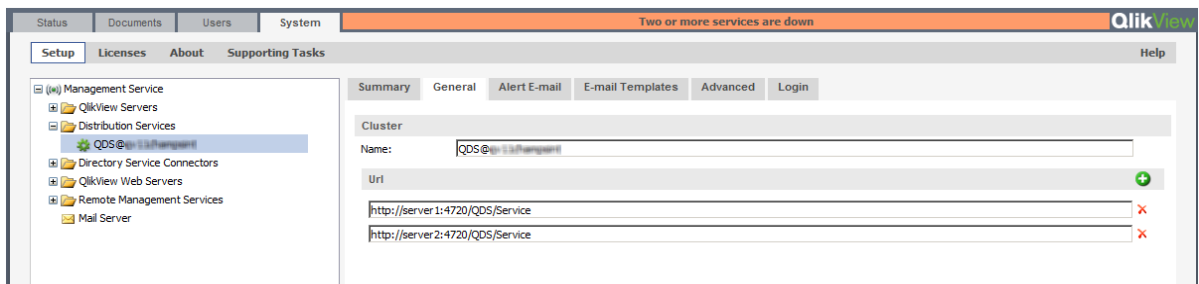 Status Documents Users System Two or more services are down QlikView
Setup Licenses About Supporting Tasks Help
Management Service
QlikView Servers
Distribution Services
QDS@
Directory Service Connectors
QlikView Web Servers
Remote Management Services
Mail Server
Summary General Alert E-mail E-mail Templates Advanced Login
Cluster
Name: QDS@
Url
http://server1:4720/QDS/Service
http://server2:4720/QDS/Service